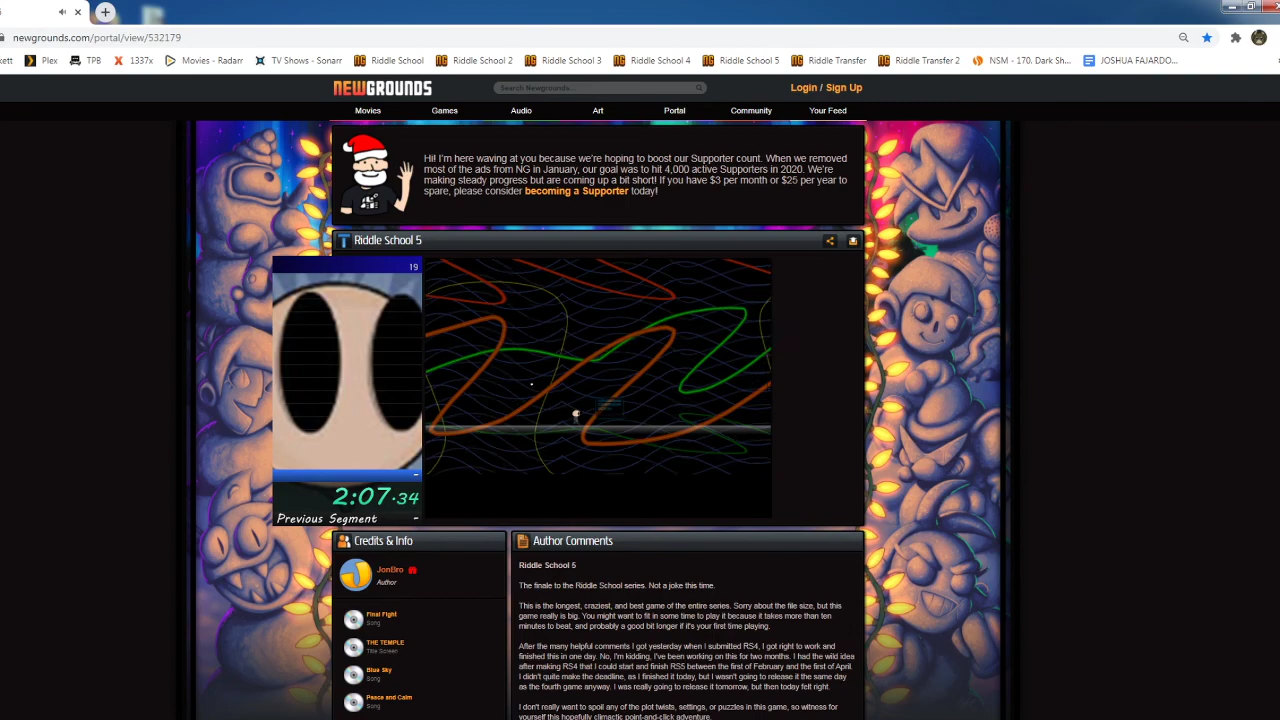 newgrounds.com/portal/view/532179
ett Plex TPB 1337x Movies - Radarr TV Shows - Sonarr Riddle School Riddle School 2 Riddle School 3 Riddle School 4 Riddle School 5 Riddle Transfer Riddle Transfer 2 NSM - 170. Dark Sh... JOSHUA FAJARDO...
NEWGROUNDS Search Newgrounds... Login / Sign Up
Movies Games Audio Art Portal Community Your Feed
Hi! I'm here waving at you because we're hoping to boost our Supporter count. When we removed
most of the ads from NG in January, our goal was to hit 4,000 active Supporters in 2020. We're
making steady progress but are coming up a bit short! If you have $3 per month or $25 per year to
spare, please consider becoming a Supporter today!
T Riddle School 5
19
-
2:07.34
Previous Segment -
Credits & Info
JonBro
Author
Final Fight
Song
THE TEMPLE
Title Screen
Blue Sky
Song
Peace and Calm
Song
Author Comments
Riddle School 5
The finale to the Riddle School series. Not a joke this time.
This is the longest, craziest, and best game of the entire series. Sorry about the file size, but this
game really is big. You might want to fit in some time to play it because it takes more than ten
minutes to beat, and probably a good bit longer if it's your first time playing.
After the many helpful comments I got yesterday when I submitted RS4, I got right to work and
finished this in one day. No, I'm kidding, I've been working on this for two months. I had the wild idea
after making RS4 that I could start and finish RS5 between the first of February and the first of April.
I didn't quite make the deadline, as I finished it today, but I wasn't going to release it the same day
as the fourth game anyway. I was really going to release it tomorrow, but then today felt right.
I don't really want to spoil any of the plot twists, settings, or puzzles in this game, so witness for
yourself this hopefully climactic point-and-click adventure.